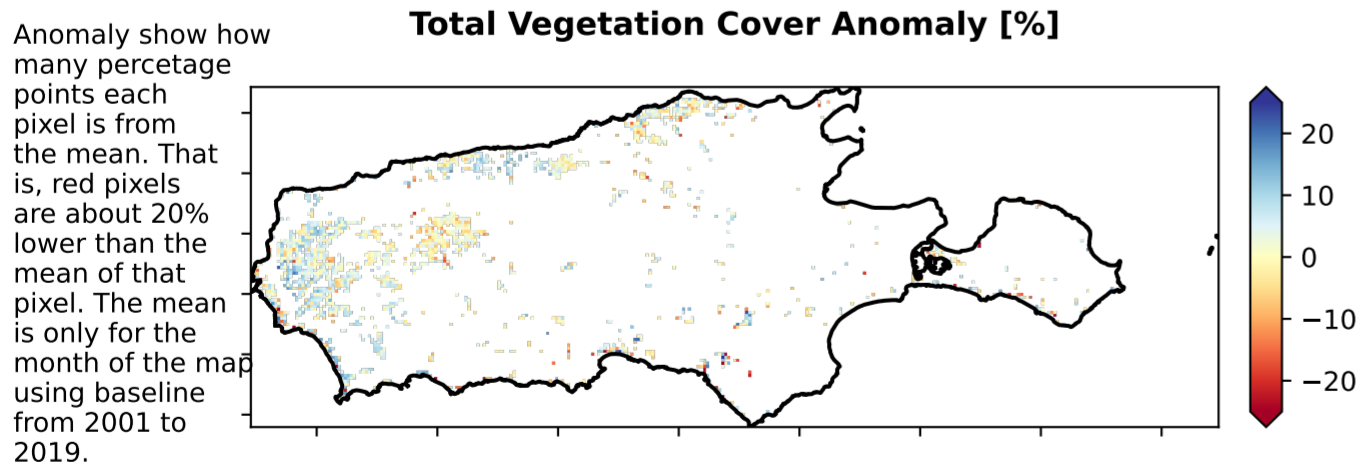 Total Vegetation Cover Anomaly [%]
Anomaly show how
many percetage
points each
pixel is from
the mean. That
is, red pixels
are about 20%
lower than the
mean of that
pixel. The mean
is only for the
month of the map
using baseline
from 2001 to
2019.
20
10
0
−10
−20